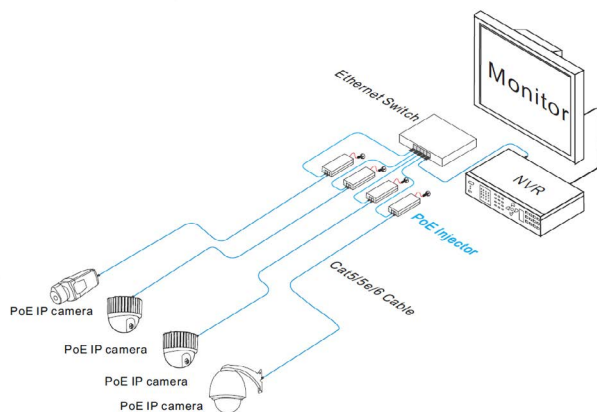 Monitor
Ethernet Switch
NVR
PoE Injector
Cat5/5e/6 Cable
PoE IP camera
PoE IP camera
PoE IP camera
PoE IP camera